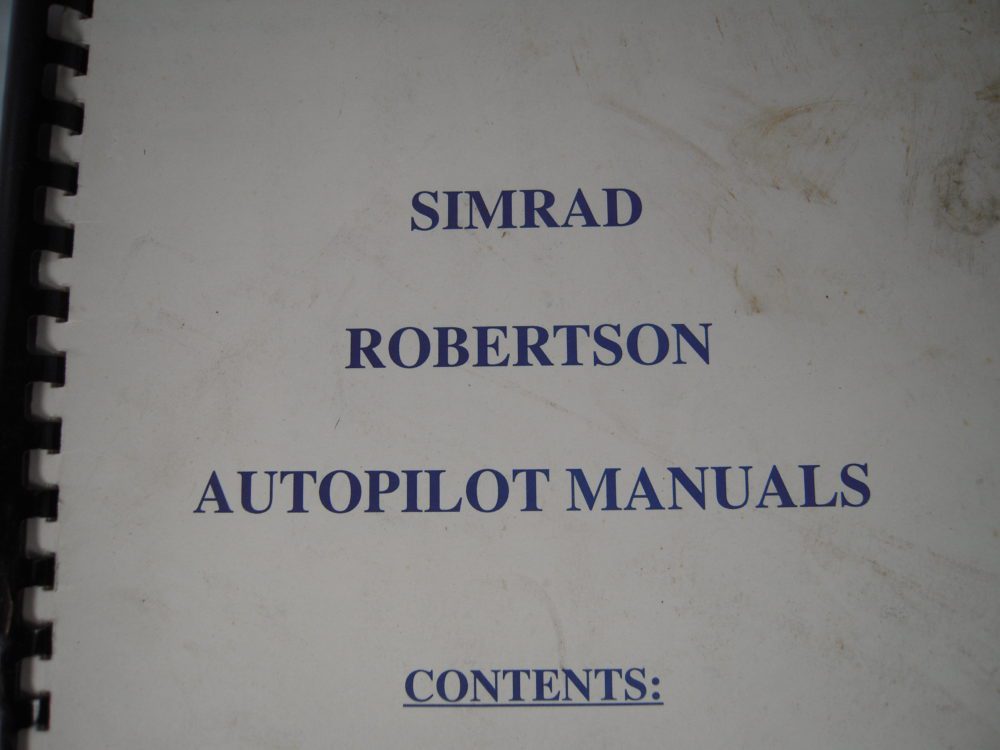 SIMRAD
ROBERTSON
AUTOPILOT MANUALS
CONTENTS: